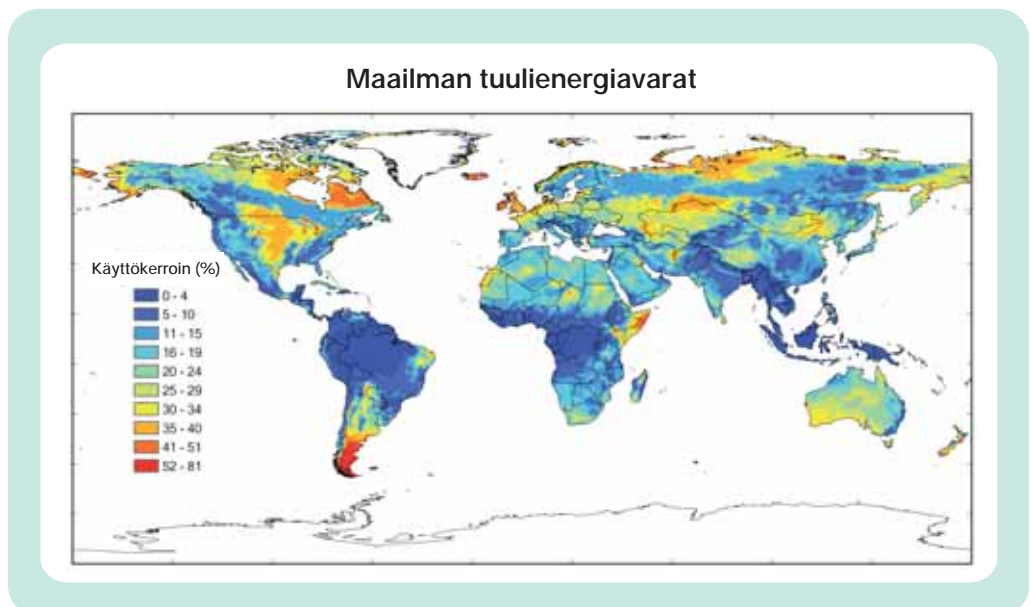 Maailman tuulienergiavarat
Käyttökerroin (%)
0 - 4
5 - 10
11 - 15
16 - 19
20 - 24
25 - 29
30 - 34
35 - 40
41 - 51
52 - 81